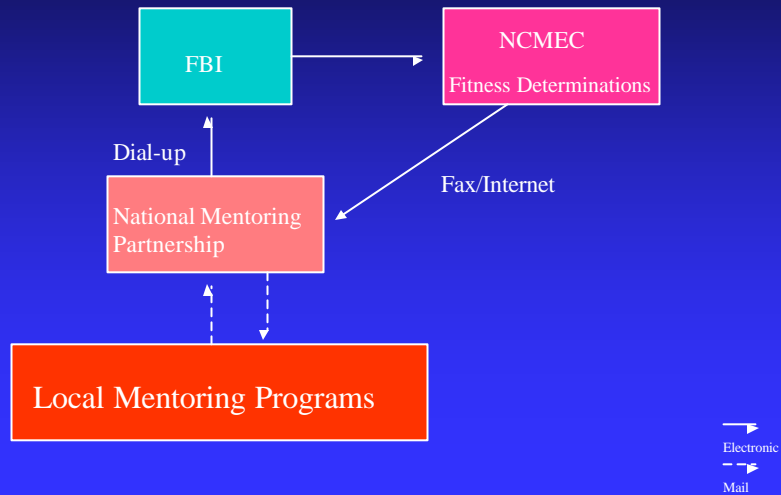 FBI
NCMEC
Fitness Determinations
Dial-up
Fax/Internet
National Mentoring
Partnership
Local Mentoring Programs
Electronic
Mail